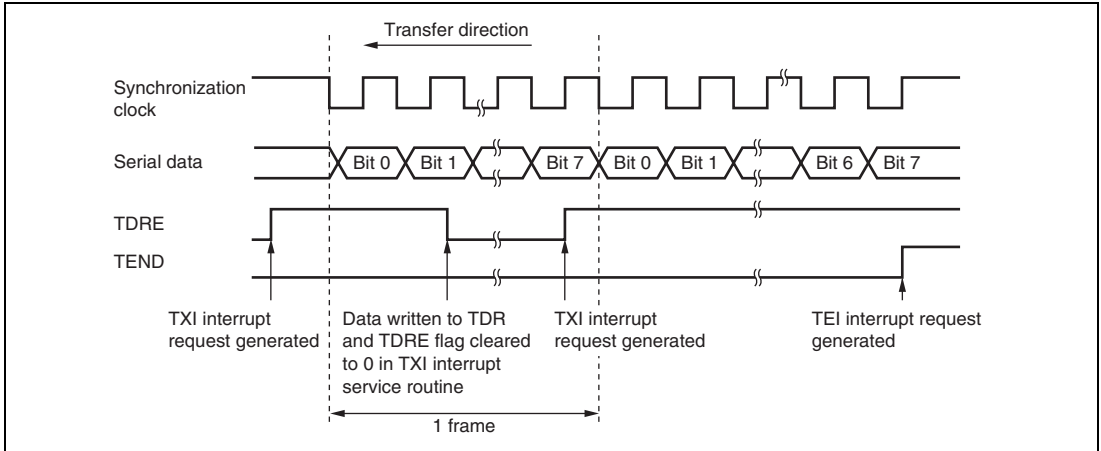 Transfer direction
Synchronization
clock
Serial data
Bit 0 Bit 1 Bit 7 Bit 0 Bit 1 Bit 6 Bit 7
TDRE
TEND
TXI interrupt
request generated
Data written to TDR
and TDRE flag cleared
to 0 in TXI interrupt
service routine
TXI interrupt
request generated
TEI interrupt request
generated
1 frame